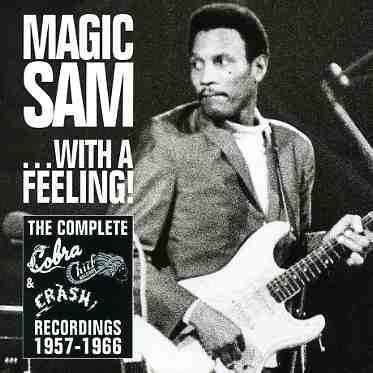 MAGIC
SAM
...WITH A
FEELING!
THE COMPLETE
Cobra
Chief
&
CRASH!
RECORDINGS
1957-1966